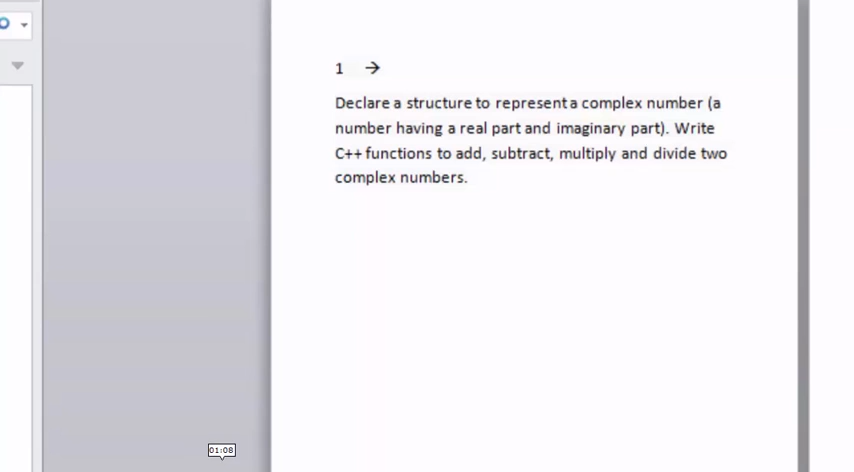 1 →
Declare a structure to represent a complex number (a
number having a real part and imaginary part). Write
C++ functions to add, subtract, multiply and divide two
complex numbers.
01:08